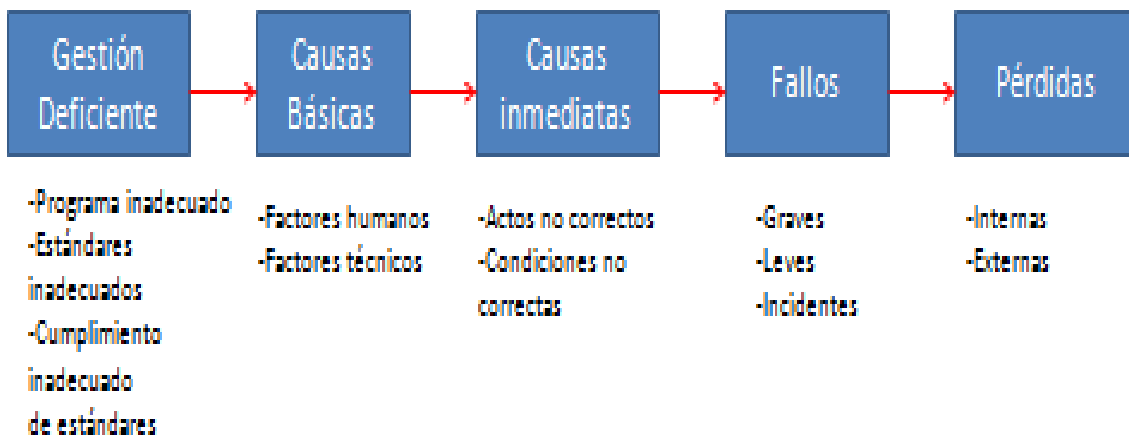 Gestión
Deficiente
Causas
Básicas
Causas
inmediatas
Fallos
Pérdidas
-Programa inadecuado
-Estándares
inadecuados
-Cumplimiento
inadecuado
de estándares
-Factores humanos
-Factores técnicos
-Actos no correctos
-Condiciones no
correctas
-Graves
-Leves
-Incidentes
-Internas
-Externas